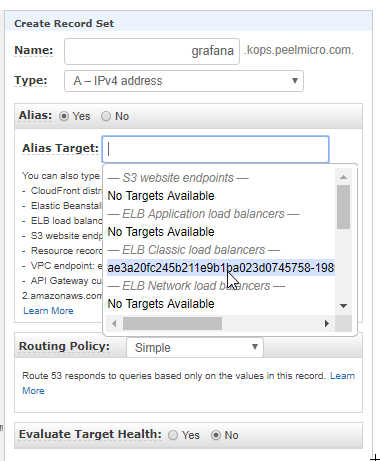 Create Record Set
Name: grafana .kops.peelmicro.com.
Type: A – IPv4 address
Alias: Yes No
Alias Target:
You can also type
— S3 website endpoints —
- CloudFront distr
No Targets Available
- Elastic Beanstal
— ELB Application load balancers —
- ELB load balanc
No Targets Available
- S3 website endp
— ELB Classic load balancers —
- Resource recor
ae3a20fc245b211e9b1ba023d0745758-198
- VPC endpoint: e
— ELB Network load balancers —
- API Gateway cu
No Targets Available
2.amazonaws.com
Learn More
Routing Policy: Simple
Route 53 responds to queries based only on the values in this record. Learn
More
Evaluate Target Health: Yes No